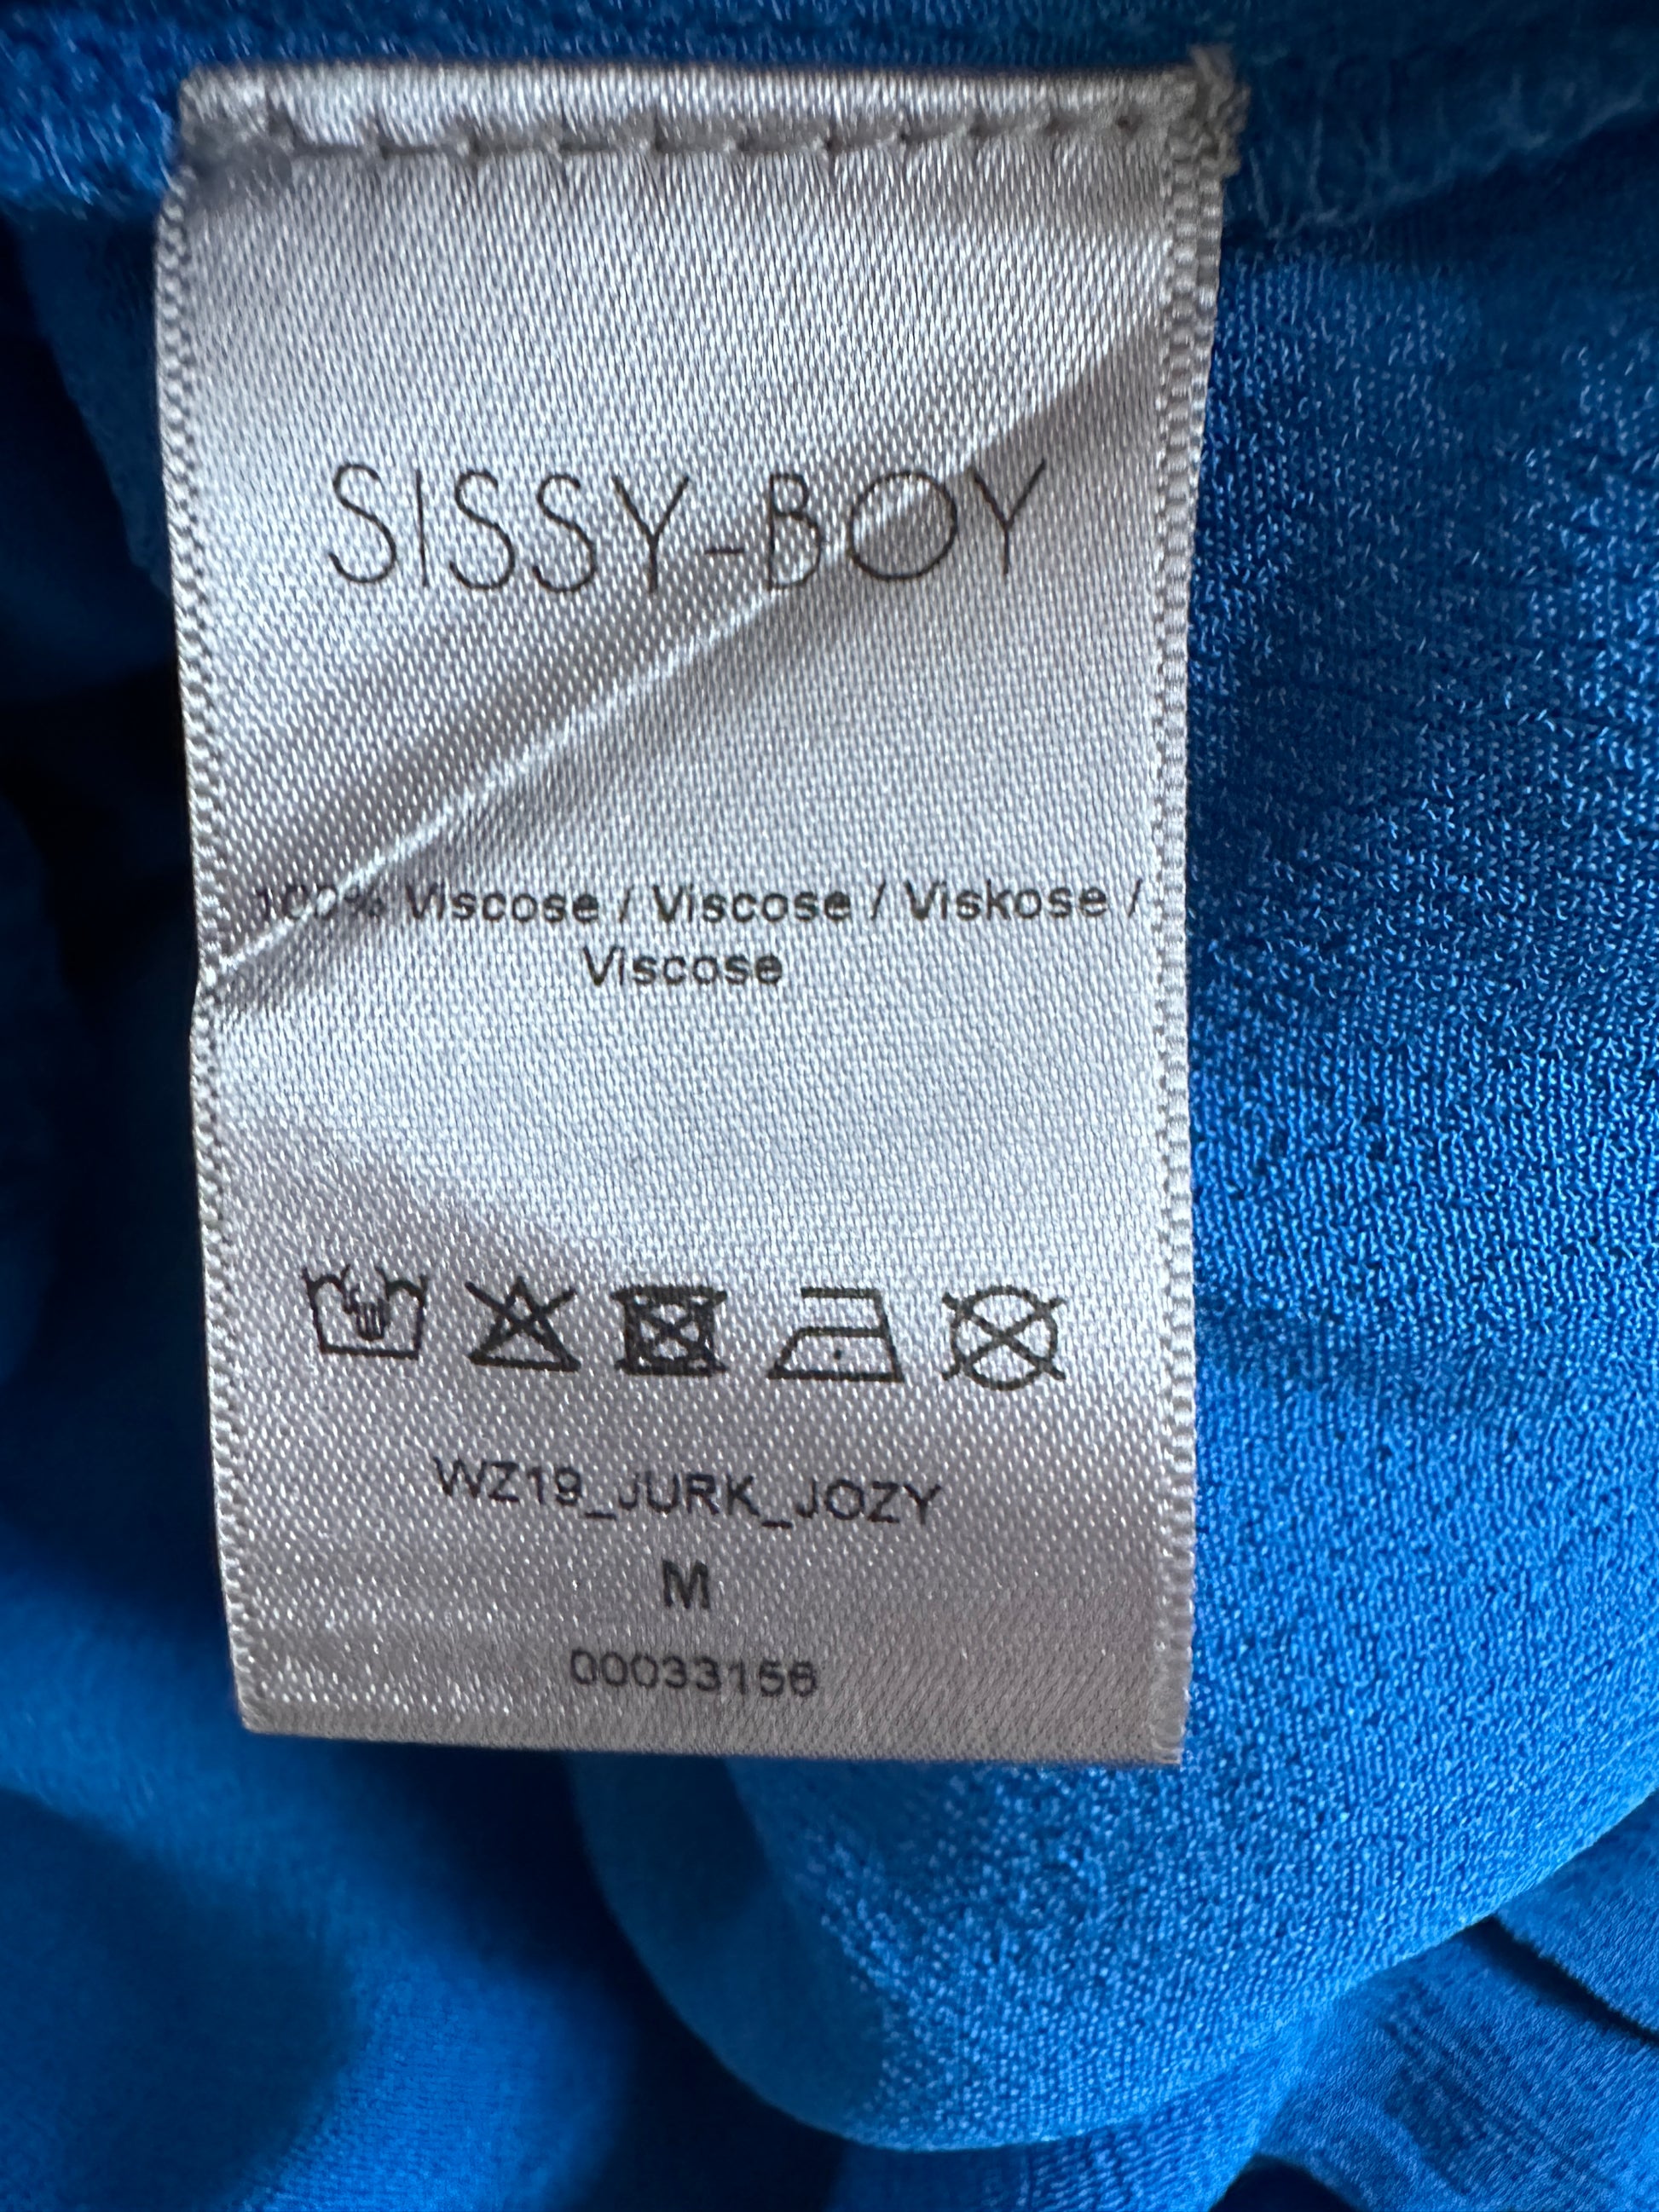 SISSY-BOY
100% Viscose / Viscose / Viskose /
Viscose
WZ19_JURK_JOZY
M
00033156